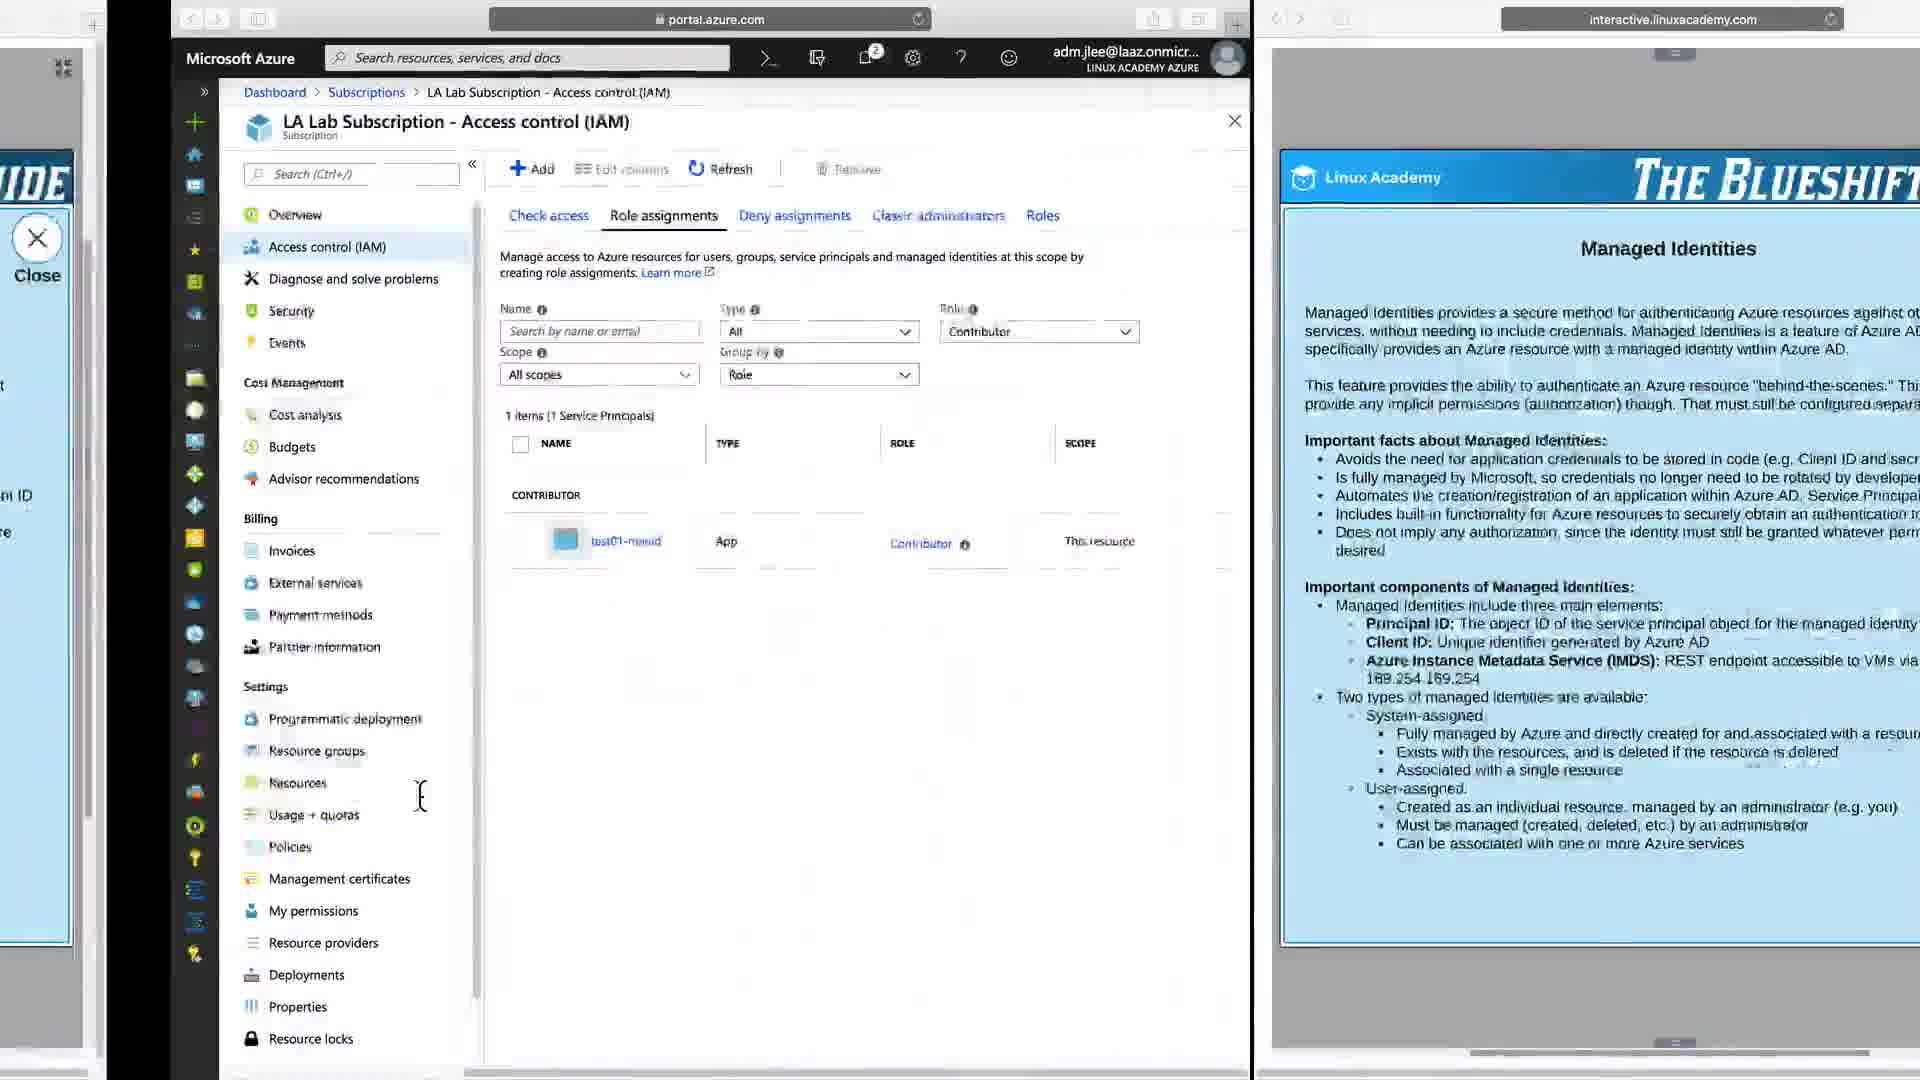 UIDE
Close
nt ID
portal.azure.com
Microsoft Azure
Search resources, services, and docs
2
adm.jlee@laaz.onmicr...
LINUX ACADEMY AZURE
Dashboard > Subscriptions > LA Lab Subscription - Access control (IAM)
LA Lab Subscription - Access control (IAM)
Subscription
Search (Ctrl+/)
Overview
Access control (IAM)
Diagnose and solve problems
Security
Events
Cost Management
Cost analysis
Budgets
Advisor recommendations
Billing
Invoices
External services
Payment methods
Partner information
Settings
Programmatic deployment
Resource groups
Resources
Usage + quotas
Policies
Management certificates
My permissions
Resource providers
Deployments
Properties
Resource locks
Add
Edit columns
Refresh
Remove
Check access
Role assignments
Deny assignments
Classic administrators
Roles
Manage access to Azure resources for users, groups, service principals and managed identities at this scope by
creating role assignments. Learn more
Name
Search by name or email
Type
All
Role
Contributor
Scope
All scopes
Group by
Role
1 items (1 Service Principals)
NAME TYPE ROLE SCOPE
CONTRIBUTOR
App Contributor This resource
interactive.linuxacademy.com
Linux Academy
THE BLUESHIFT
Managed Identities
Managed Identities provides a secure method for authenticating Azure resources against ot
services, without needing to include credentials. Managed Identities is a feature of Azure AD
specifically provides an Azure resource with a managed identity within Azure AD.
This feature provides the ability to authenticate an Azure resource "behind-the-scenes." This
provide any implicit permissions (authorization) though. That must still be configured separa
Important facts about Managed Identities:
• Avoids the need for application credentials to be stored in code (e.g. Client ID and secr
• Is fully managed by Microsoft, so credentials no longer need to be rotated by develope
• Automates the creation/registration of an application within Azure AD, Service Principa
• Includes built-in functionality for Azure resources to securely obtain an authentication
• Does not imply any authorization, since the identity must still be granted whatever perm
desired
Important components of Managed Identities:
• Managed Identities include three main elements:
Principal ID: The object ID of the service principal object for the managed identity
Client ID: Unique identifier generated by Azure AD
Azure Instance Metadata Service (IMDS): REST endpoint accessible to VMs via
169.254.169.254
• Two types of managed identities are available:
System-assigned
Fully managed by Azure and directly created for and associated with a resour
Exists with the resources, and is deleted if the resource is deleted
Associated with a single resource
User-assigned
Created as an individual resource, managed by an administrator (e.g. you)
Must be managed (created, deleted, etc.) by an administrator
Can be associated with one or more Azure services